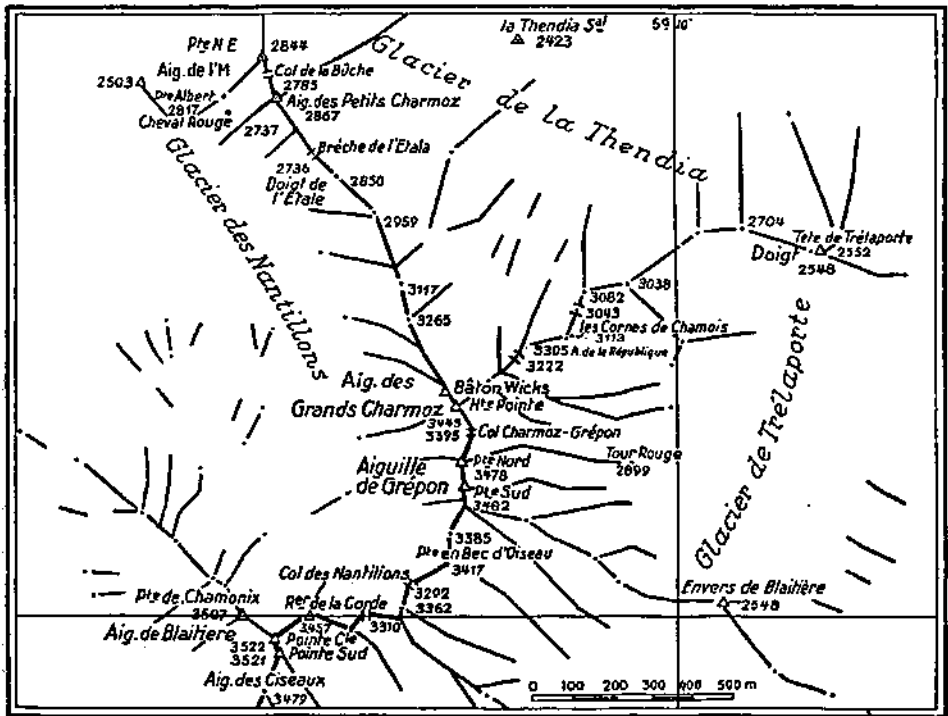 la Thendia Sal
2423
59 10
Pte N E
2844
Glacier de la Thendia
Aig. de l'M
Col de la Bûche
2503
2785
Pte Albert
Aig. des Petits Charmoz
2817
2867
Cheval Rouge
2737
Brèche de l'Etala
2736
2850
Doigt de
l'Étale
Glacier des Nantillons
2959
2704
Tête de Trélaporte
Doigt
2552
2548
3117
3038
3082
3043
3265
les Cornes de Chamois
3113
3305 A. de la République
3222
Glacier de Trélaporte
Aig. des
Grands Charmoz
Bâton Wicks
Hte Pointe
3445
3395
Col Charmoz-Grépon
Tour Rouge
2899
Aiguille
de Grépon
Pte Nord
3478
Pte Sud
3482
3385
Pte en Bec d'Oiseau
3417
Col des Nantillons
3292
Envers de Blaitière
2548
Pte de Chamonix
3507
Rer de la Corde
3362
3310
Aig. de Blaitière
3457
3522
Pointe Cle
3521
Pointe Sud
Aig. des Ciseaux
3479
0 100 200 300 400 500 m